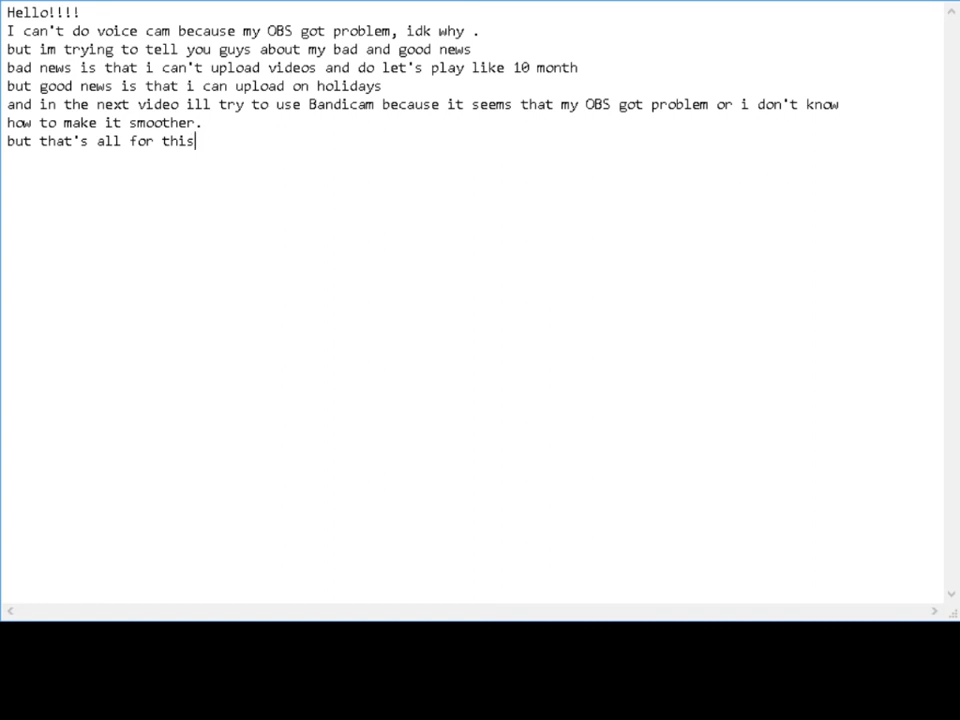 Hello!!!!
I can't do voice cam because my OBS got problem, idk why .
but im trying to tell you guys about my bad and good news
bad news is that i can't upload videos and do let's play like 10 month
but good news is that i can upload on holidays
and in the next video ill try to use Bandicam because it seems that my OBS got problem or i don't know
how to make it smoother.
but that's all for this